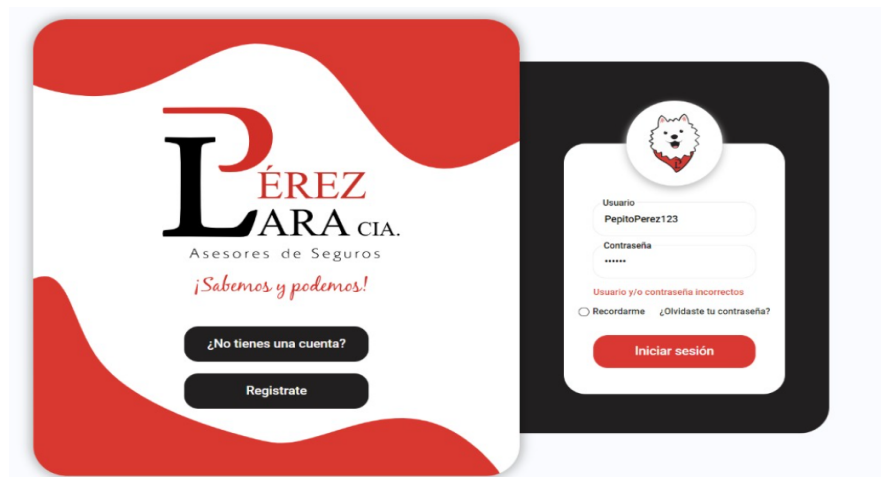 PÉREZ
LARA CIA.
Asesores de Seguros
¡Sabemos y podemos!
¿No tienes una cuenta?
Registrate
Usuario
PepitoPerez123
Contraseña
••••••
Usuario y/o contraseña incorrectos
Recordarme ¿Olvidaste tu contraseña?
Iniciar sesión